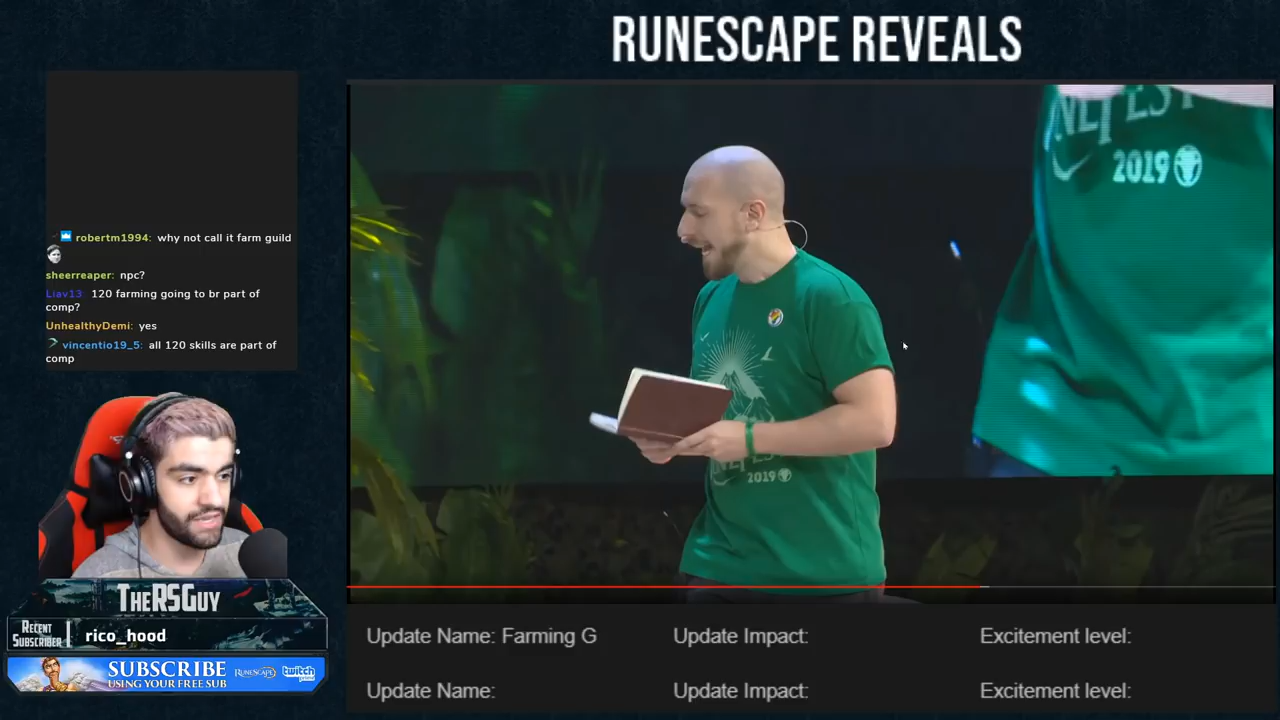 RUNESCAPE REVEALS
robertm1994: why not call it farm guild
sheerreaper: npc?
Liav13: 120 farming going to br part of
comp?
UnhealthyDemi: yes
vincentio19_5: all 120 skills are part of
comp
2019
2019
TheRSGuy
Recent
Subscriber
rico_hood
SUBSCRIBE
USING YOUR FREE SUB
RUNESCAPE
twitch
prime
Update Name: Farming G
Update Impact:
Excitement level:
Update Name:
Update Impact:
Excitement level: